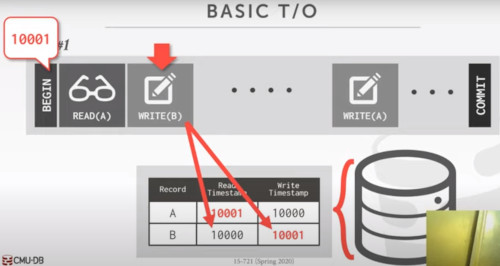 BASIC T/O
10001
#1
BEGIN
READ(A)
WRITE(B)
• • • •
WRITE(A)
• • •
COMMIT
Record Read Timestamp Write Timestamp
A 10001 10000
B 10000 10001
CMU-DB
15-721 (Spring 2020)